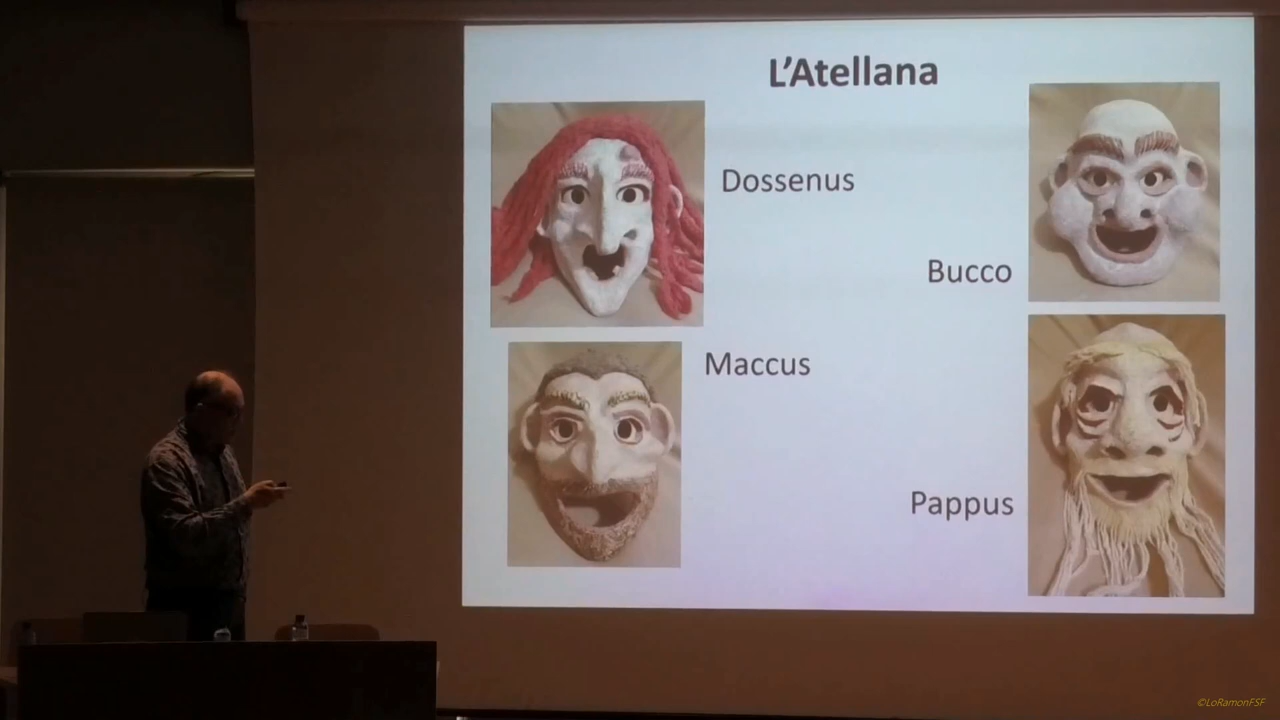 L'Atellana
Dossenus
Bucco
Maccus
Pappus
©LoRamonFSF